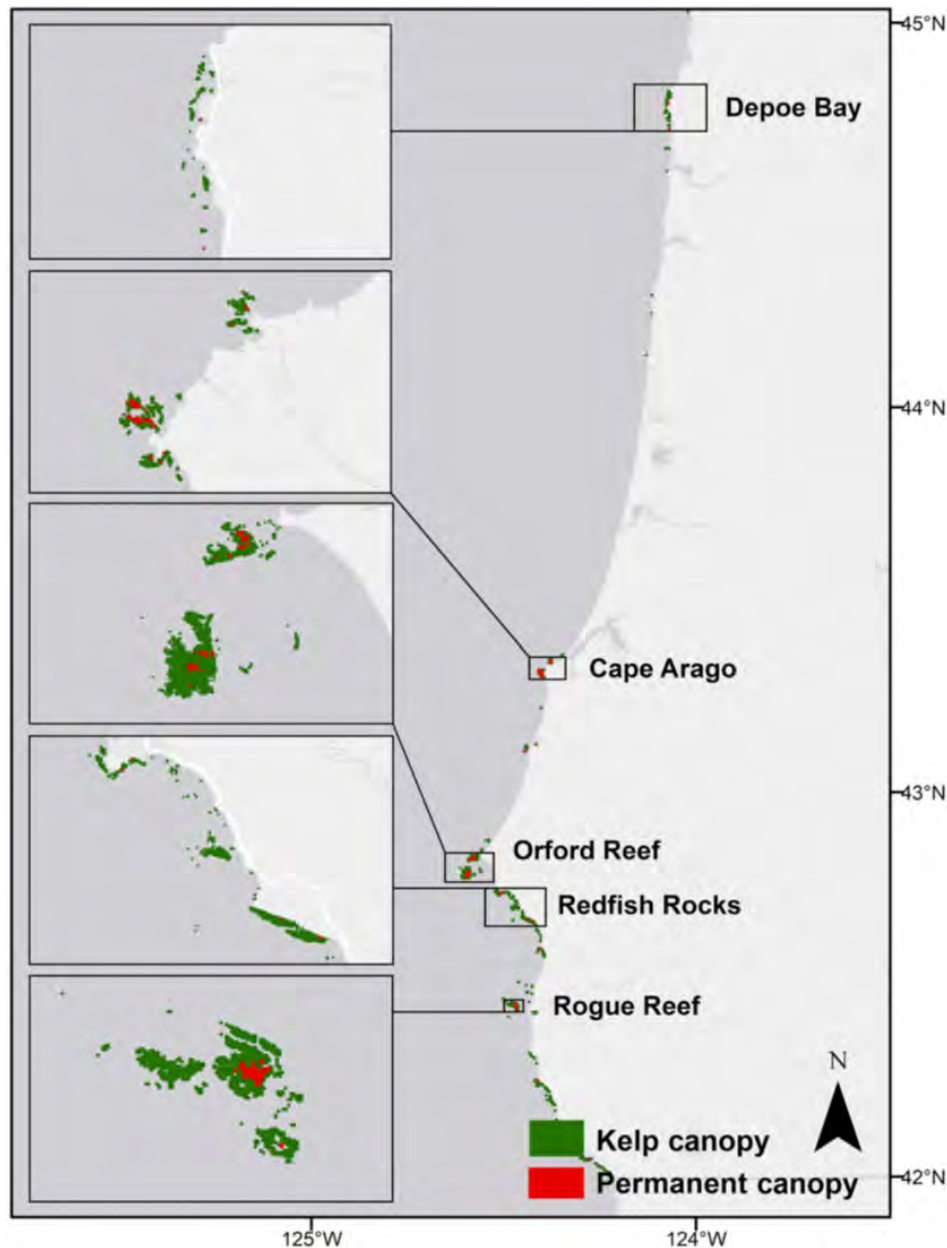 45°N
Depoe Bay
44°N
Cape Arago
43°N
Orford Reef
Redfish Rocks
Rogue Reef
N
Kelp canopy
Permanent canopy
42°N
125°W
124°W